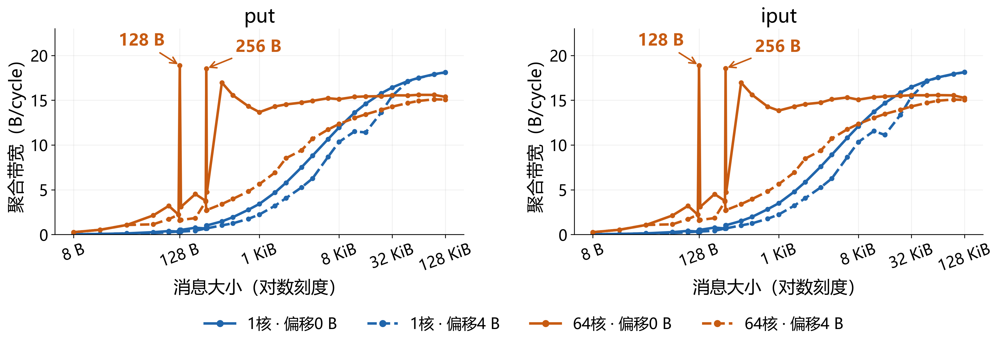 put
128 B
256 B
聚合带宽（B/cycle）
20
15
10
5
0
8 B
128 B
1 KiB
8 KiB
32 KiB
128 KiB
消息大小（对数刻度）
iput
128 B
256 B
聚合带宽（B/cycle）
20
15
10
5
0
8 B
128 B
1 KiB
8 KiB
32 KiB
128 KiB
消息大小（对数刻度）
1核 · 偏移0 B
1核 · 偏移4 B
64核 · 偏移0 B
64核 · 偏移4 B